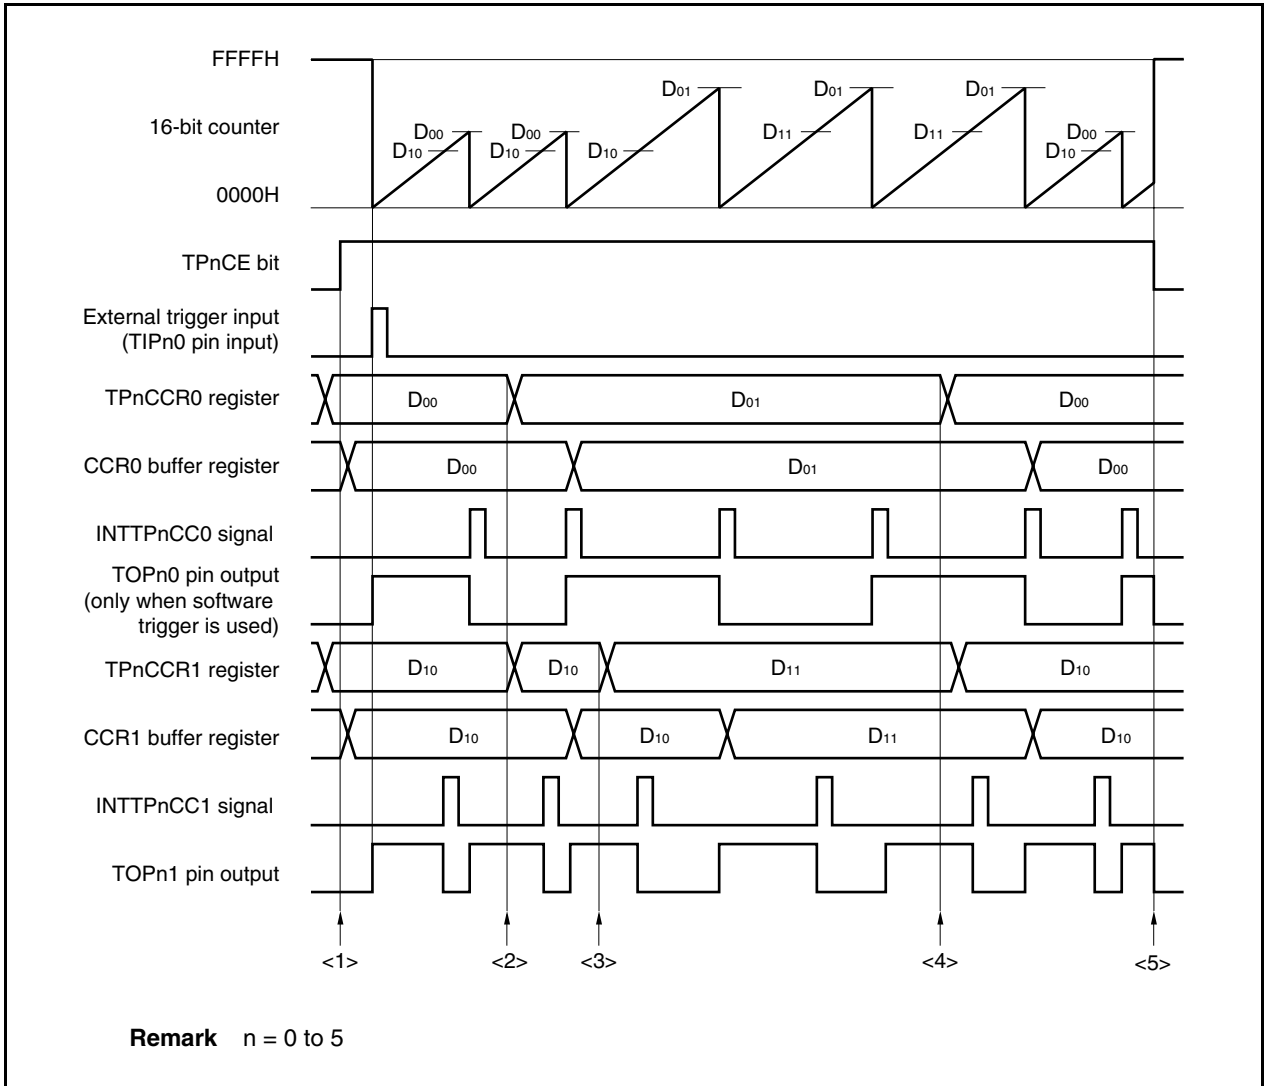 FFFFH
D01 D01 D01
16-bit counter D00 D00 D11 D11 D00
D10 D10 D10 D10
0000H
TPnCE bit
External trigger input
(TIPn0 pin input)
TPnCCR0 register D00 D01 D00
CCR0 buffer register D00 D01 D00
INTTPnCC0 signal
TOPn0 pin output
(only when software
trigger is used)
TPnCCR1 register D10 D10 D11 D10
CCR1 buffer register D10 D10 D11 D10
INTTPnCC1 signal
TOPn1 pin output
<1> <2> <3> <4> <5>
Remark n = 0 to 5